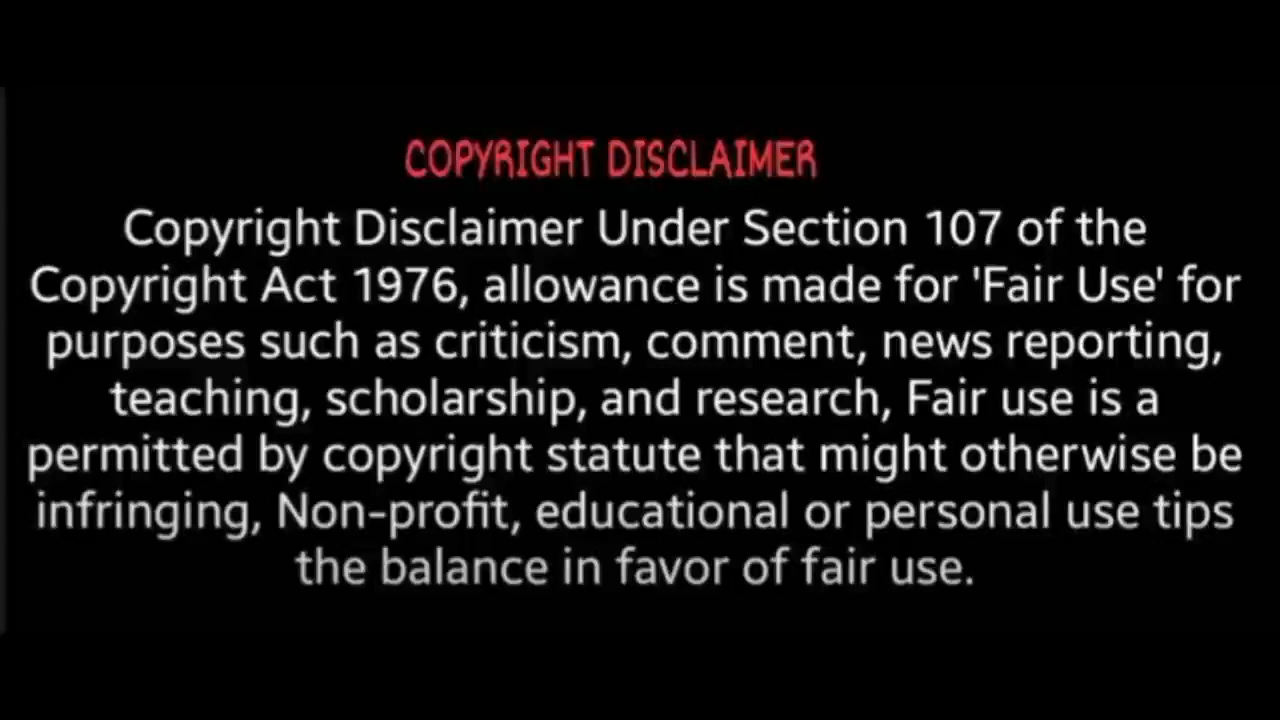 COPYRIGHT DISCLAIMER
Copyright Disclaimer Under Section 107 of the
Copyright Act 1976, allowance is made for 'Fair Use' for
purposes such as criticism, comment, news reporting,
teaching, scholarship, and research, Fair use is a
permitted by copyright statute that might otherwise be
infringing, Non-profit, educational or personal use tips
the balance in favor of fair use.